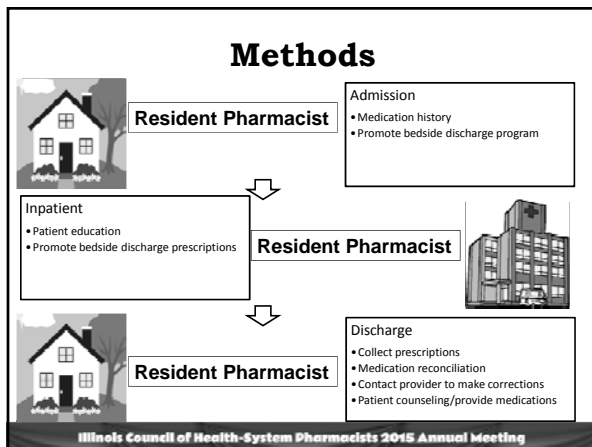 Methods
Resident Pharmacist
Admission
• Medication history
• Promote bedside discharge program
Inpatient
• Patient education
• Promote bedside discharge prescriptions
Resident Pharmacist
Resident Pharmacist
Discharge
• Collect prescriptions
• Medication reconciliation
• Contact provider to make corrections
• Patient counseling/provide medications
Illinois Council of Health-System Pharmacists 2015 Annual Meeting